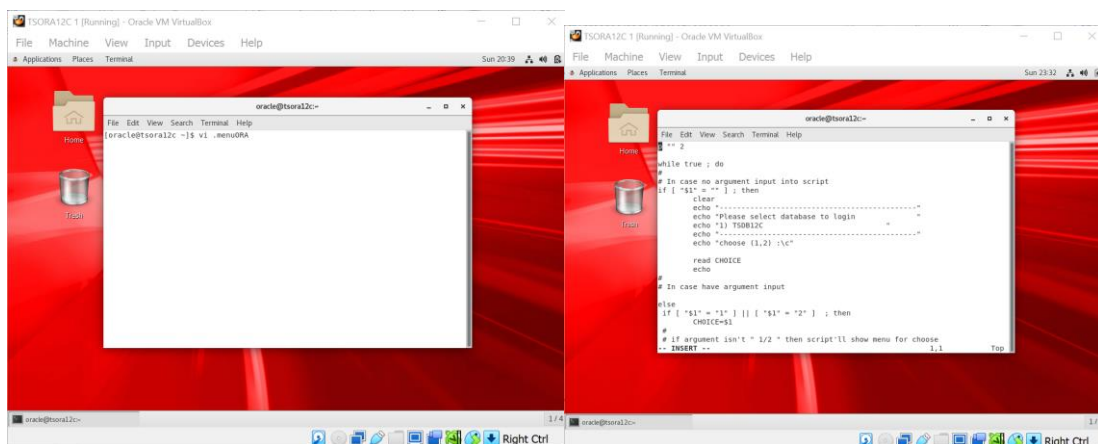 TSORA12C 1 [Running] - Oracle VM VirtualBox
File Machine View Input Devices Help
Applications Places Terminal Sun 20:39
Home
Trash
oracle@tsora12c:~
File Edit View Search Terminal Help
[oracle@tsora12c ~]$ vi .menuORA
oracle@tsora12c:~
1 / 4
Right Ctrl
TSORA12C 1 [Running] - Oracle VM VirtualBox
File Machine View Input Devices Help
Applications Places Terminal Sun 23:32
Home
Trash
oracle@tsora12c:~
File Edit View Search Terminal Help
"" 2
while true ; do
#
# In case no argument input into script
if [ "$1" = "" ] ; then
clear
echo "-----------------------------------------------"
echo "Please select database to login "
echo "1) TSDB12C "
echo "-----------------------------------------------"
echo "choose (1,2) :\c"
read CHOICE
echo
#
# In case have argument input
else
if [ "$1" = "1" ] || [ "$1" = "2" ] ; then
CHOICE=$1
#
# if argument isn't " 1/2 " then script'll show menu for choose
-- INSERT -- 1,1 Top
oracle@tsora12c:~
Right Ctrl